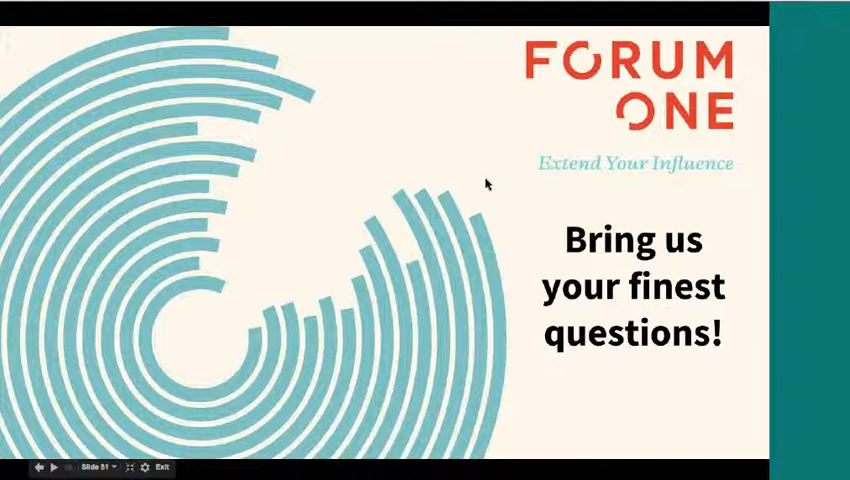 FORUM
ONE
Extend Your Influence
Bring us
your finest
questions!
Slide 51
Exit